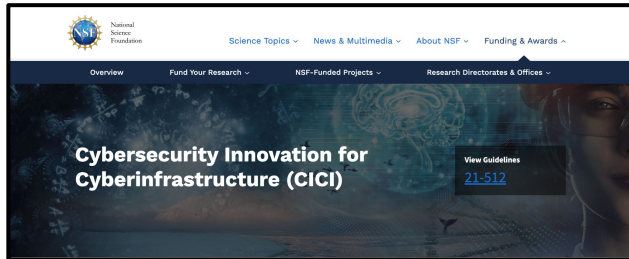 NSF
National
Science
Foundation
Science Topics
News & Multimedia
About NSF
Funding & Awards
Overview
Fund Your Research
NSF-Funded Projects
Research Directorates & Offices
Cybersecurity Innovation for
Cyberinfrastructure (CICI)
View Guidelines
21-512